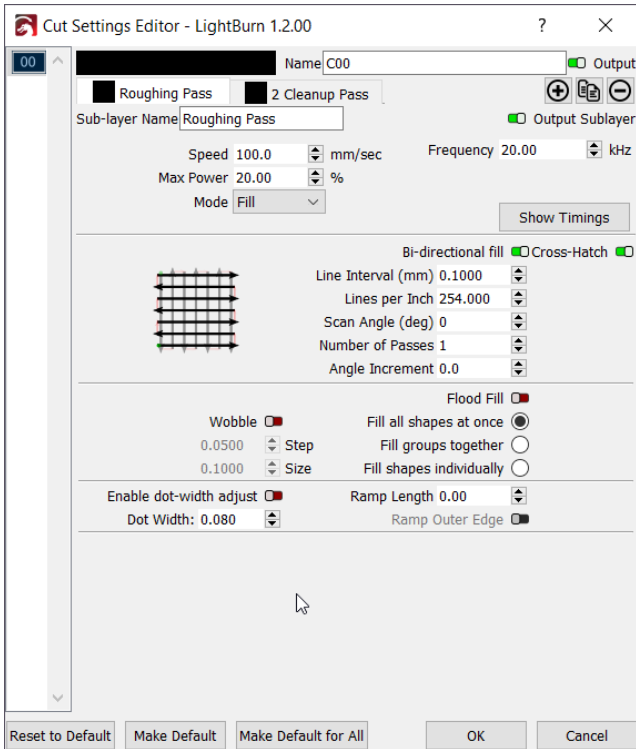 Cut Settings Editor - LightBurn 1.2.00 ?
00 Name C00 Output
Roughing Pass 2 Cleanup Pass
Sub-layer Name Roughing Pass Output Sublayer
Speed 100.0 mm/sec Frequency 20.00 kHz
Max Power 20.00 %
Mode Fill
Show Timings
Bi-directional fill Cross-Hatch
Line Interval (mm) 0.1000
Lines per Inch 254.000
Scan Angle (deg) 0
Number of Passes 1
Angle Increment 0.0
Flood Fill
Wobble Fill all shapes at once
0.0500 Step Fill groups together
0.1000 Size Fill shapes individually
Enable dot-width adjust Ramp Length 0.00
Dot Width: 0.080 Ramp Outer Edge
Reset to Default Make Default Make Default for All OK Cancel